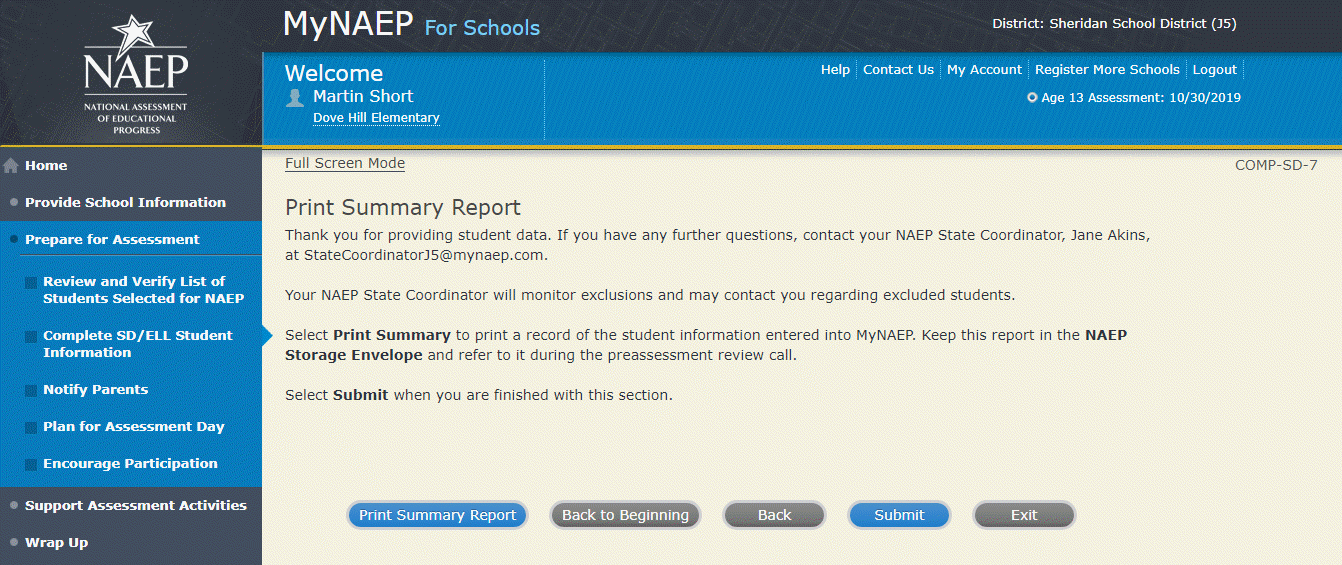 MyNAEP For Schools
District: Sheridan School District (J5)
NAEP
NATIONAL ASSESSMENT
OF EDUCATIONAL
PROGRESS
Welcome
Martin Short
Dove Hill Elementary
Help
Contact Us
My Account
Register More Schools
Logout
Age 13 Assessment: 10/30/2019
Home
Provide School Information
Prepare for Assessment
Review and Verify List of
Students Selected for NAEP
Complete SD/ELL Student
Information
Notify Parents
Plan for Assessment Day
Encourage Participation
Support Assessment Activities
Wrap Up
Full Screen Mode
COMP-SD-7
Print Summary Report
Thank you for providing student data. If you have any further questions, contact your NAEP State Coordinator, Jane Akins,
at StateCoordinatorJ5@mynaep.com.
Your NAEP State Coordinator will monitor exclusions and may contact you regarding excluded students.
Select Print Summary to print a record of the student information entered into MyNAEP. Keep this report in the NAEP
Storage Envelope and refer to it during the preassessment review call.
Select Submit when you are finished with this section.
Print Summary Report
Back to Beginning
Back
Submit
Exit